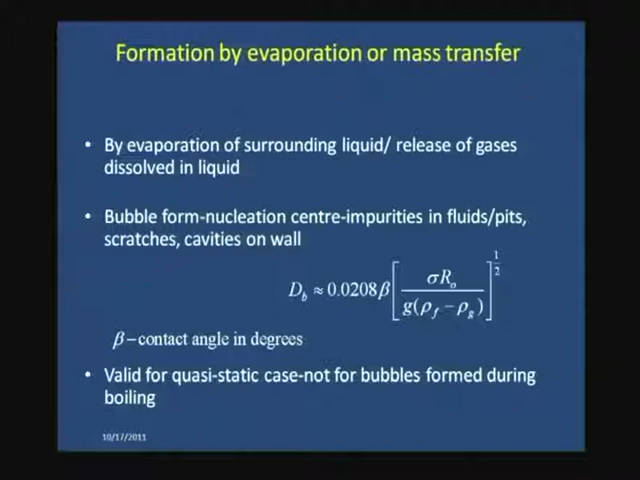 Formation by evaporation or mass transfer
• By evaporation of surrounding liquid/ release of gases
dissolved in liquid
• Bubble form-nucleation centre-impurities in fluids/pits,
scratches, cavities on wall
D_b ≈ 0.0208β [ σR_o / g(ρ_f − ρ_g) ]^{1/2}
β – contact angle in degrees
• Valid for quasi-static case-not for bubbles formed during
boiling
10/17/2011